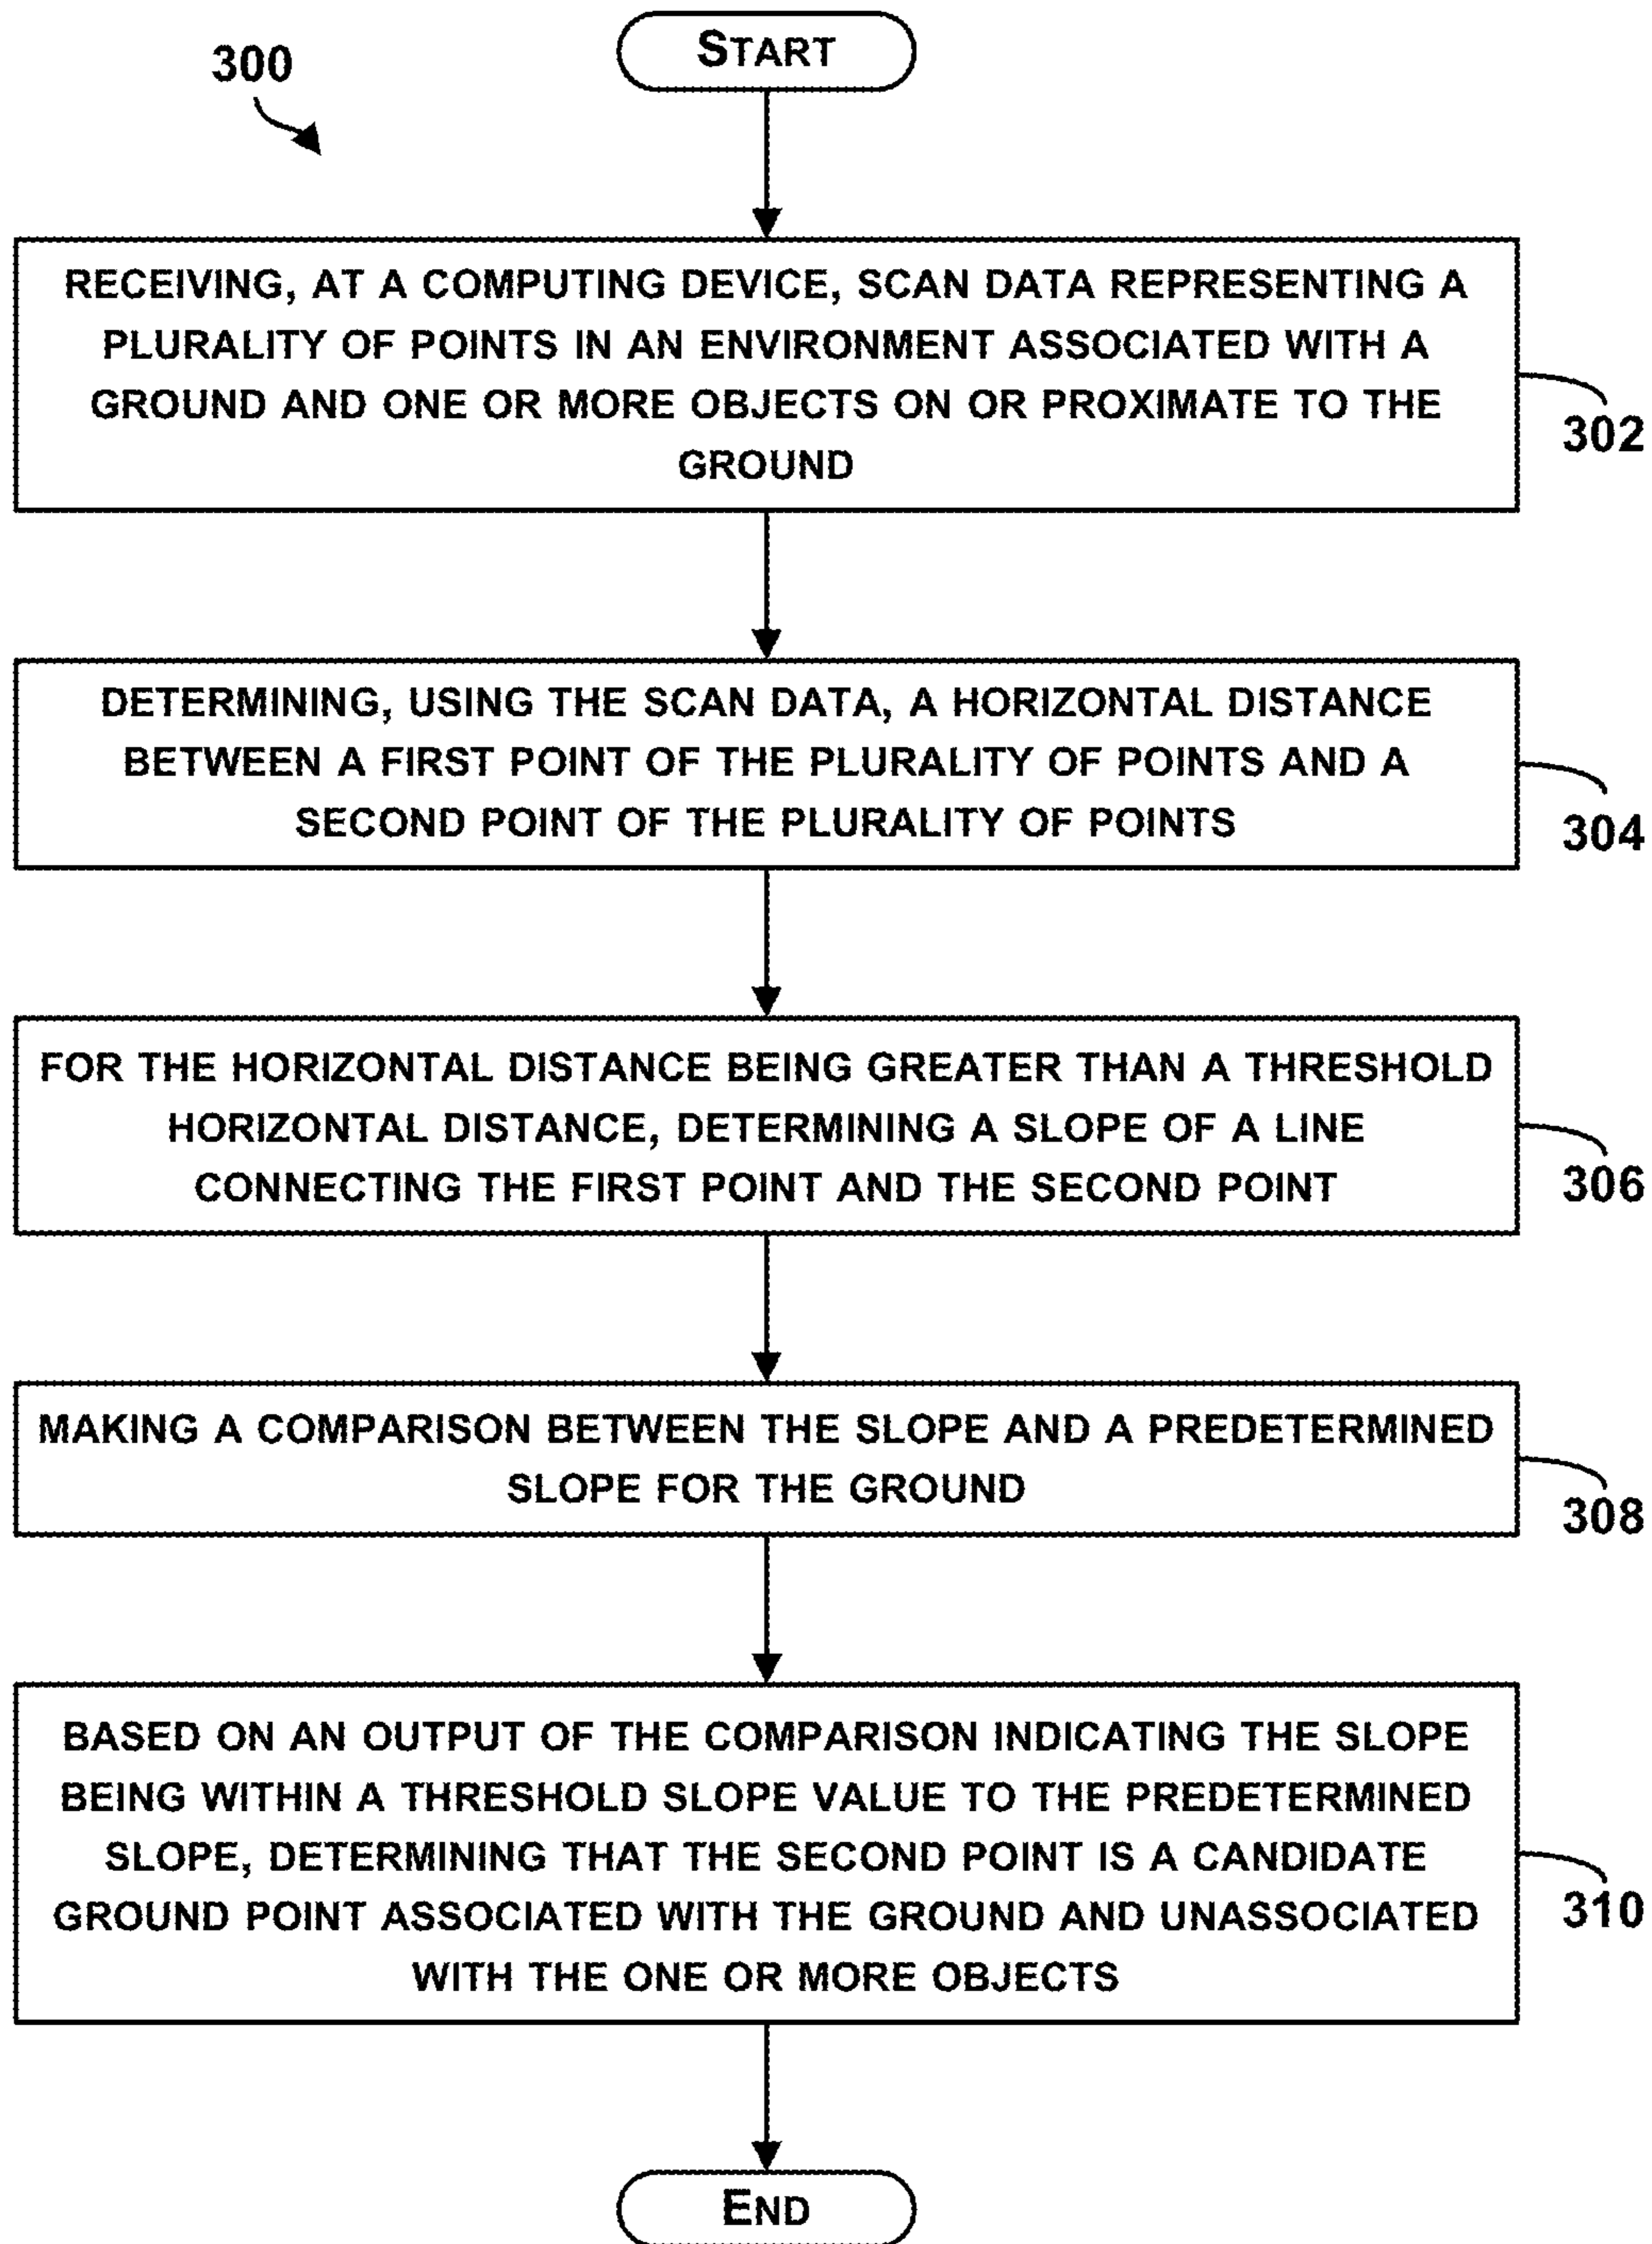 300
START
RECEIVING, AT A COMPUTING DEVICE, SCAN DATA REPRESENTING A
PLURALITY OF POINTS IN AN ENVIRONMENT ASSOCIATED WITH A
GROUND AND ONE OR MORE OBJECTS ON OR PROXIMATE TO THE
GROUND
302
DETERMINING, USING THE SCAN DATA, A HORIZONTAL DISTANCE
BETWEEN A FIRST POINT OF THE PLURALITY OF POINTS AND A
SECOND POINT OF THE PLURALITY OF POINTS
304
FOR THE HORIZONTAL DISTANCE BEING GREATER THAN A THRESHOLD
HORIZONTAL DISTANCE, DETERMINING A SLOPE OF A LINE
CONNECTING THE FIRST POINT AND THE SECOND POINT
306
MAKING A COMPARISON BETWEEN THE SLOPE AND A PREDETERMINED
SLOPE FOR THE GROUND
308
BASED ON AN OUTPUT OF THE COMPARISON INDICATING THE SLOPE
BEING WITHIN A THRESHOLD SLOPE VALUE TO THE PREDETERMINED
SLOPE, DETERMINING THAT THE SECOND POINT IS A CANDIDATE
GROUND POINT ASSOCIATED WITH THE GROUND AND UNASSOCIATED
WITH THE ONE OR MORE OBJECTS
310
END